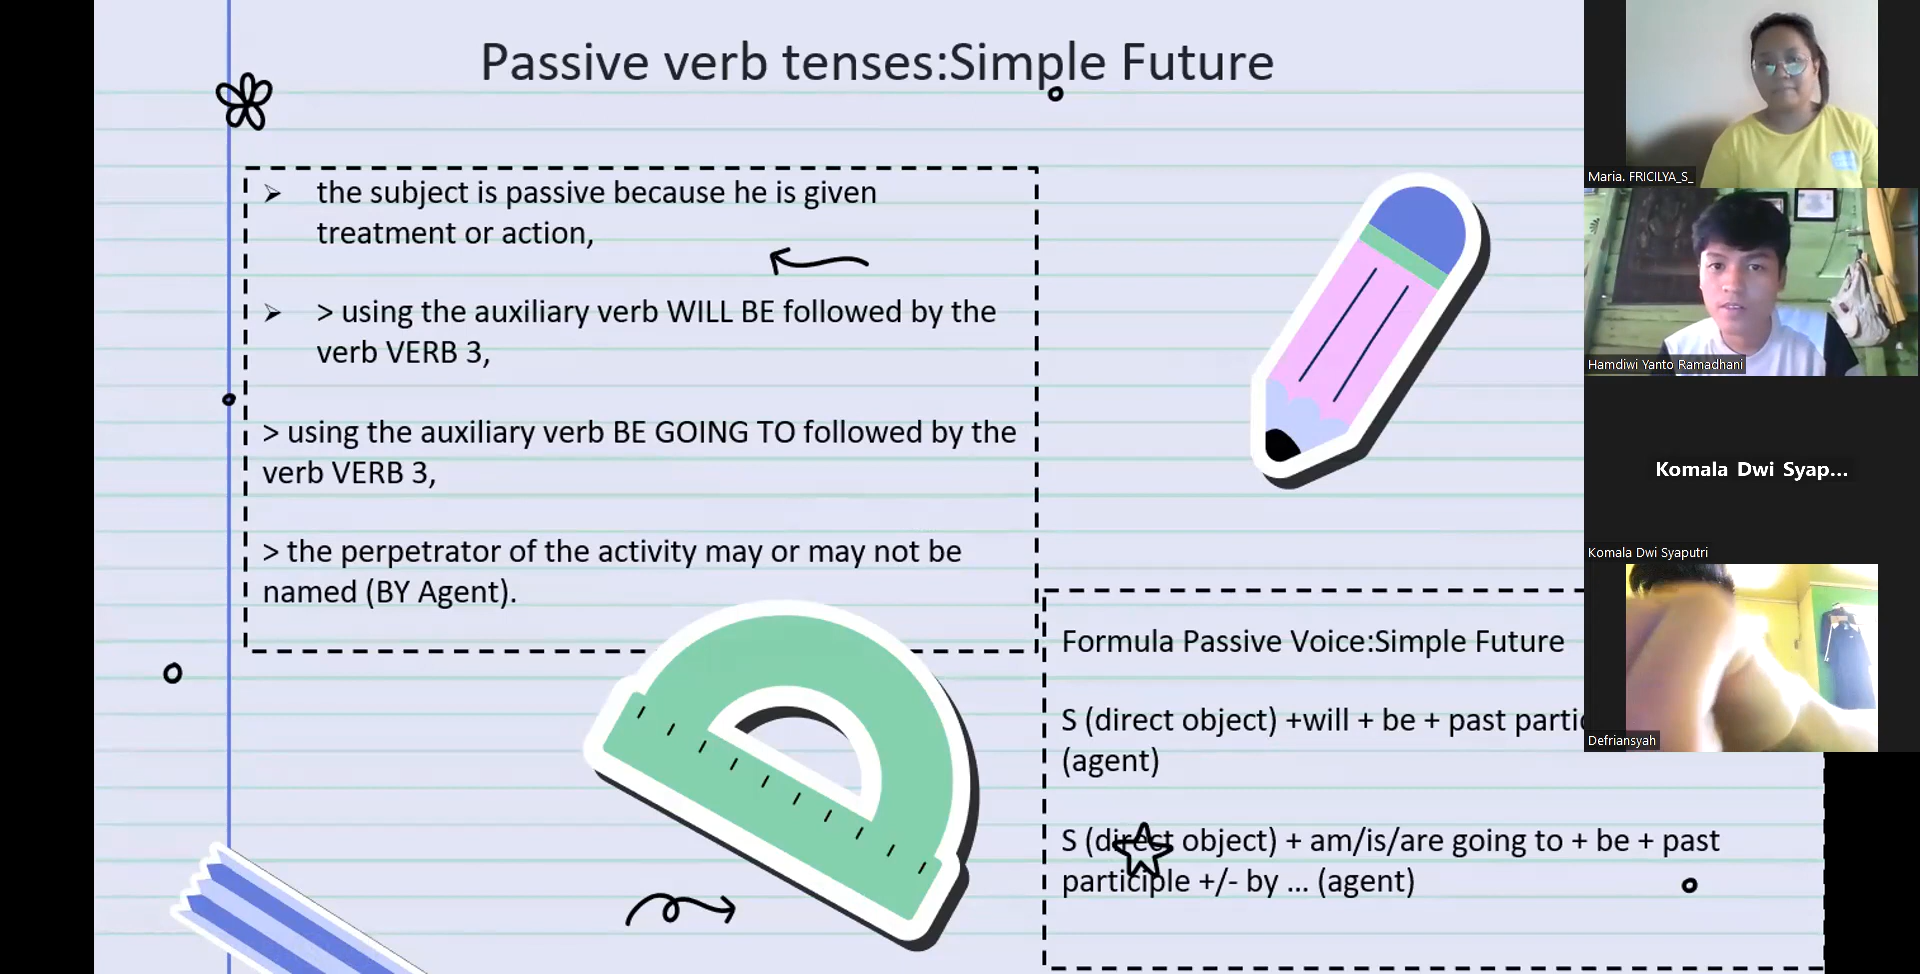 Passive verb tenses:Simple Future
➢ the subject is passive because he is given
treatment or action,
➢ > using the auxiliary verb WILL BE followed by the
verb VERB 3,
> using the auxiliary verb BE GOING TO followed by the
verb VERB 3,
> the perpetrator of the activity may or may not be
named (BY Agent).
Formula Passive Voice:Simple Future
S (direct object) +will + be + past
(agent)
S (direct object) + am/is/are going to + be + past
participle +/- by ... (agent)
Maria. FRICILYA_S_
Hamdiwi Yanto Ramadhani
Komala Dwi Syap...
Komala Dwi Syaputri
Defriansyah